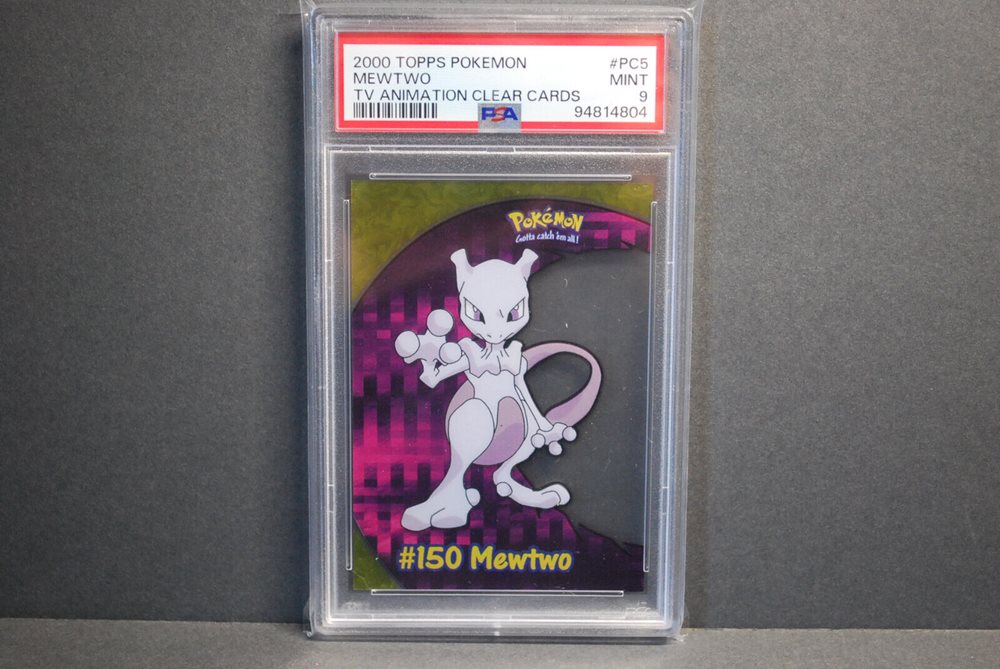 2000 TOPPS POKEMON #PC5
MEWTWO MINT
TV ANIMATION CLEAR CARDS 9
PSA 94814804
POKéMON
Gotta catch 'em all!
#150 Mewtwo